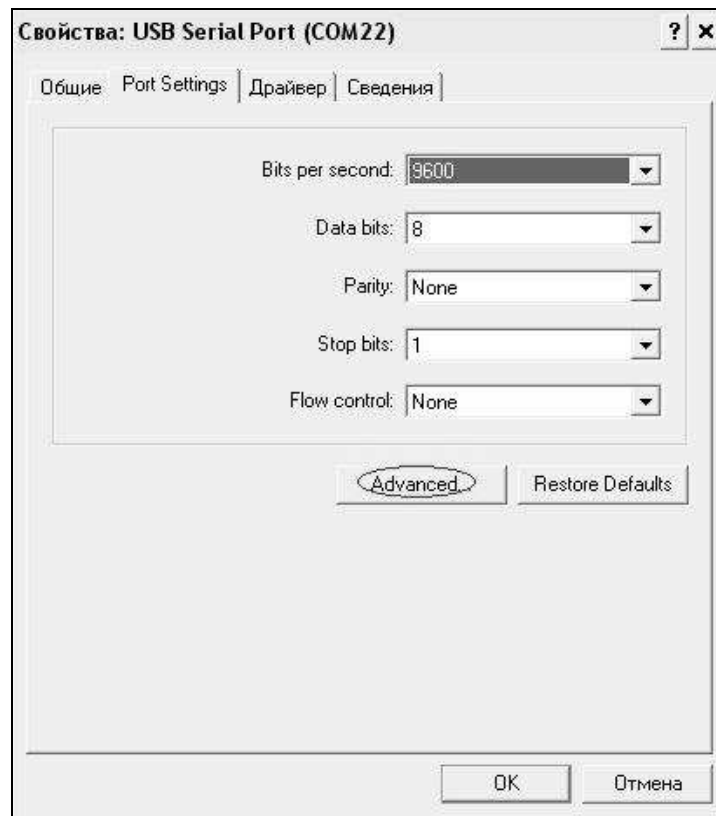 Свойства: USB Serial Port (COM22)
? ×
Общие Port Settings Драйвер Сведения
Bits per second: 9600
Data bits: 8
Parity: None
Stop bits: 1
Flow control: None
Advanced... Restore Defaults
OK Отмена